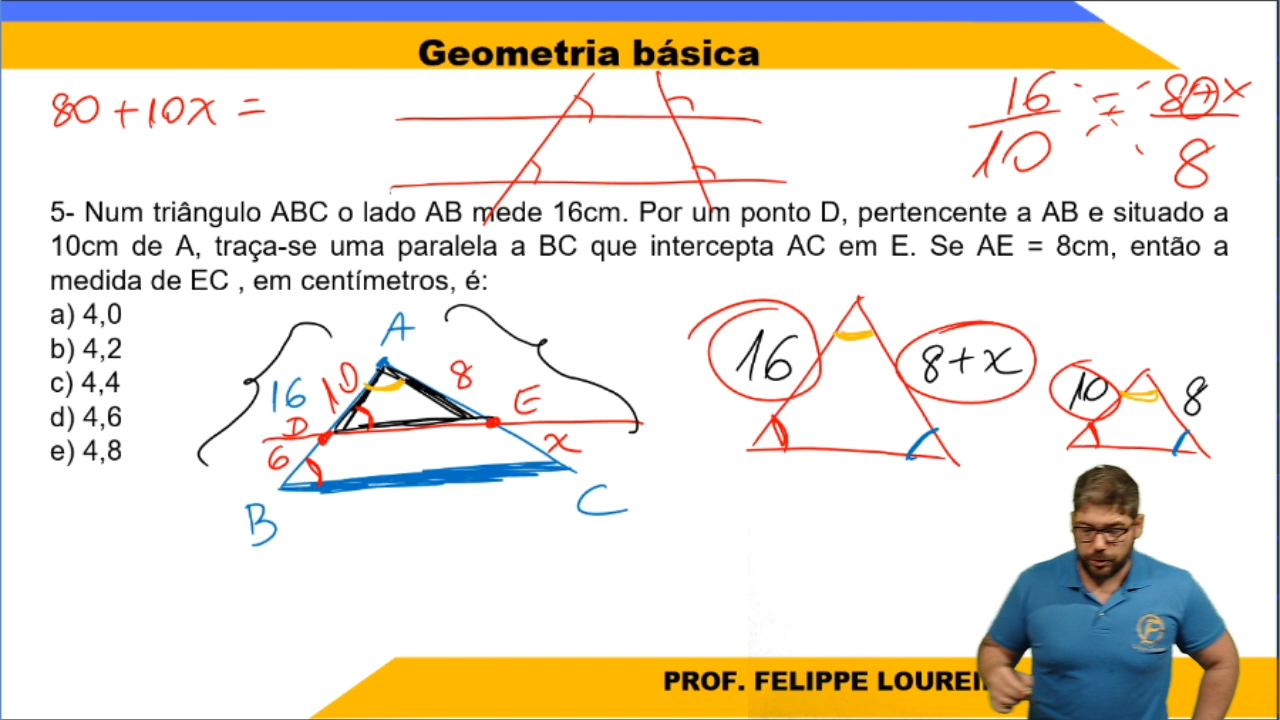 Geometria básica
80 + 10x =
16/10 = 8+x/8
5- Num triângulo ABC o lado AB mede 16cm. Por um ponto D, pertencente a AB e situado a
10cm de A, traça-se uma paralela a BC que intercepta AC em E. Se AE = 8cm, então a
medida de EC , em centímetros, é:
a) 4,0
b) 4,2
c) 4,4
d) 4,6
e) 4,8
A
16 10 8
D E
6 x
B C
16 8+x
10 8
PROF. FELIPPE